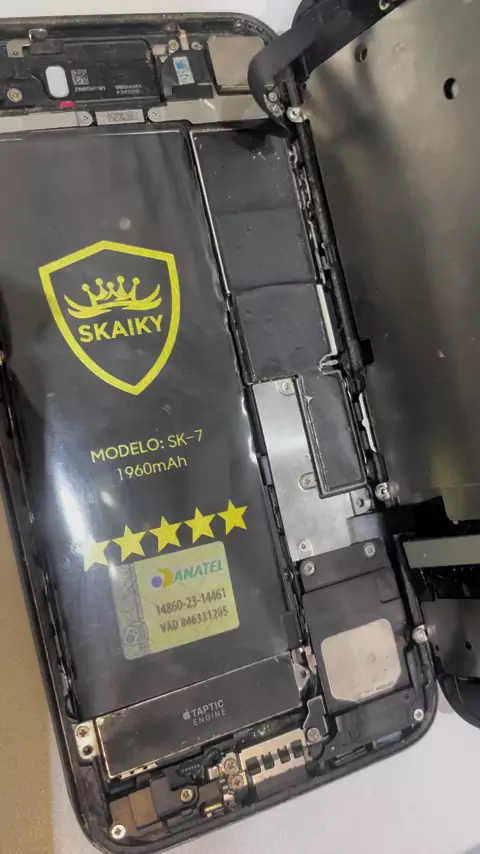 SKAIKY
MODELO: SK-7
1960mAh
ANATEL
14860-23-14461
VAD 846331205
TAPTIC
ENGINE